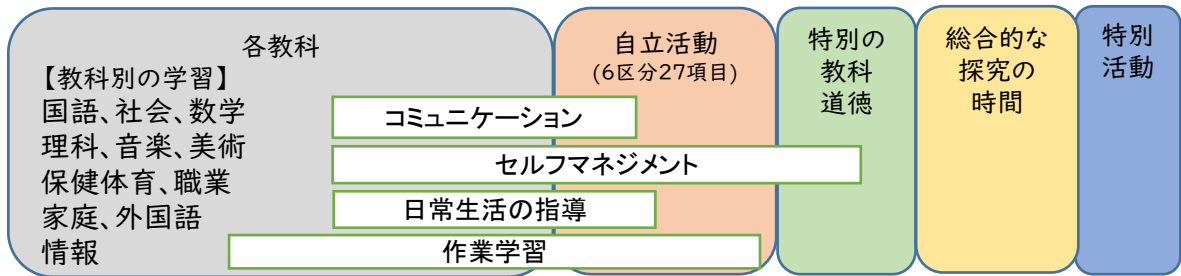 各教科
【教科別の学習】
国語、社会、数学
理科、音楽、美術
保健体育、職業
家庭、外国語
情報
コミュニケーション
セルフマネジメント
日常生活の指導
作業学習
自立活動
(6区分27項目)
特別の
教科
道徳
総合的な
探究の
時間
特別
活動